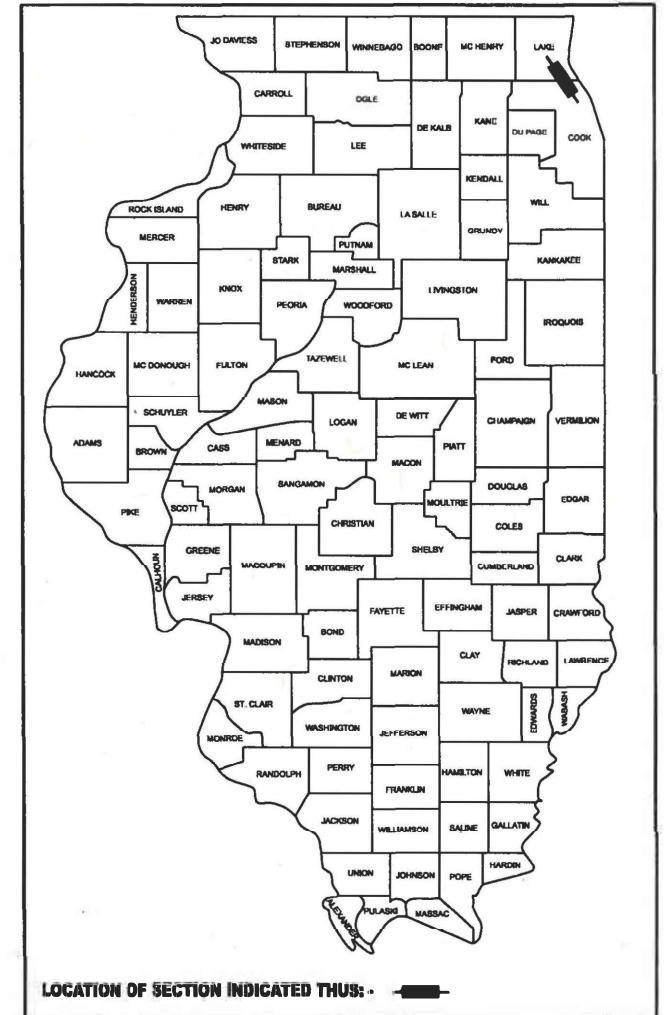 JO DAVIESS
STEPHENSON
WINNEBAGO
BOONE
MC HENRY
LAKE
CARROLL
OGLE
DE KALB
KANE
DU PAGE
COOK
WHITESIDE
LEE
KENDALL
WILL
ROCK ISLAND
HENRY
BUREAU
LA SALLE
GRUNDY
MERCER
PUTNAM
STARK
MARSHALL
KANKAKEE
HENDERSON
WARREN
KNOX
PEORIA
WOODFORD
LIVINGSTON
IROQUOIS
HANCOCK
MC DONOUGH
FULTON
TAZEWELL
MC LEAN
FORD
MASON
SCHUYLER
LOGAN
DE WITT
CHAMPAIGN
VERMILION
ADAMS
BROWN
CASS
MENARD
PIATT
MACON
MORGAN
SANGAMON
DOUGLAS
EDGAR
PIKE
SCOTT
MOULTRIE
CHRISTIAN
COLES
GREENE
MACOUPIN
MONTGOMERY
SHELBY
CUMBERLAND
CLARK
CALHOUN
JERSEY
FAYETTE
EFFINGHAM
JASPER
CRAWFORD
MADISON
BOND
CLAY
RICHLAND
LAWRENCE
CLINTON
MARION
ST. CLAIR
WAYNE
EDWARDS
WABASH
WASHINGTON
JEFFERSON
MONROE
RANDOLPH
PERRY
HAMILTON
WHITE
FRANKLIN
JACKSON
WILLIAMSON
SALINE
GALLATIN
UNION
JOHNSON
POPE
HARDIN
ALEXANDER
PULASKI
MASSAC
LOCATION OF SECTION INDICATED THUS: -